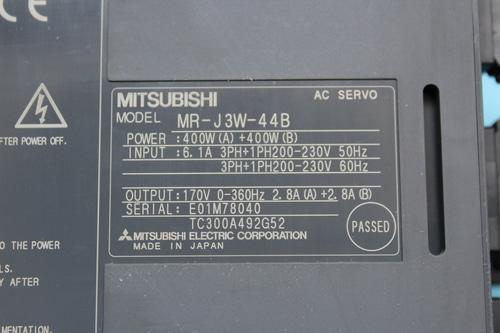 CE
AFTER POWER OFF.
TO THE POWER
LS.
Y AFTER
MENTATION.
MITSUBISHI AC SERVO
MODEL MR-J3W-44B
POWER :400W(A)+400W(B)
INPUT :6.1A 3PH+1PH200-230V 50Hz
3PH+1PH200-230V 60Hz
OUTPUT:170V 0-360Hz 2.8A(A)+2.8A(B)
SERIAL: E01M78040
TC300A492G52
MITSUBISHI ELECTRIC CORPORATION
MADE IN JAPAN
PASSED